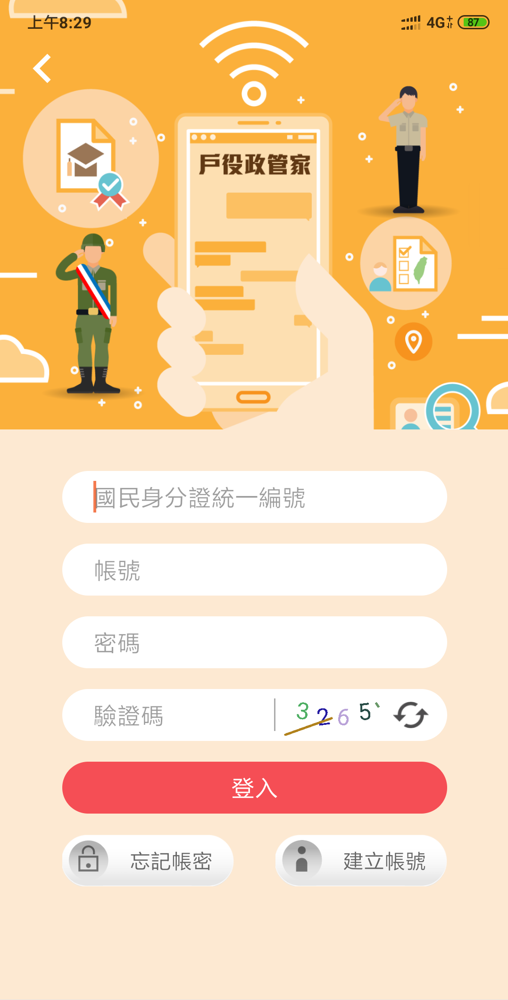 上午8:29
4G+
87
戶役政管家
國民身分證統一編號
帳號
密碼
驗證碼
3265
登入
忘記帳密
建立帳號